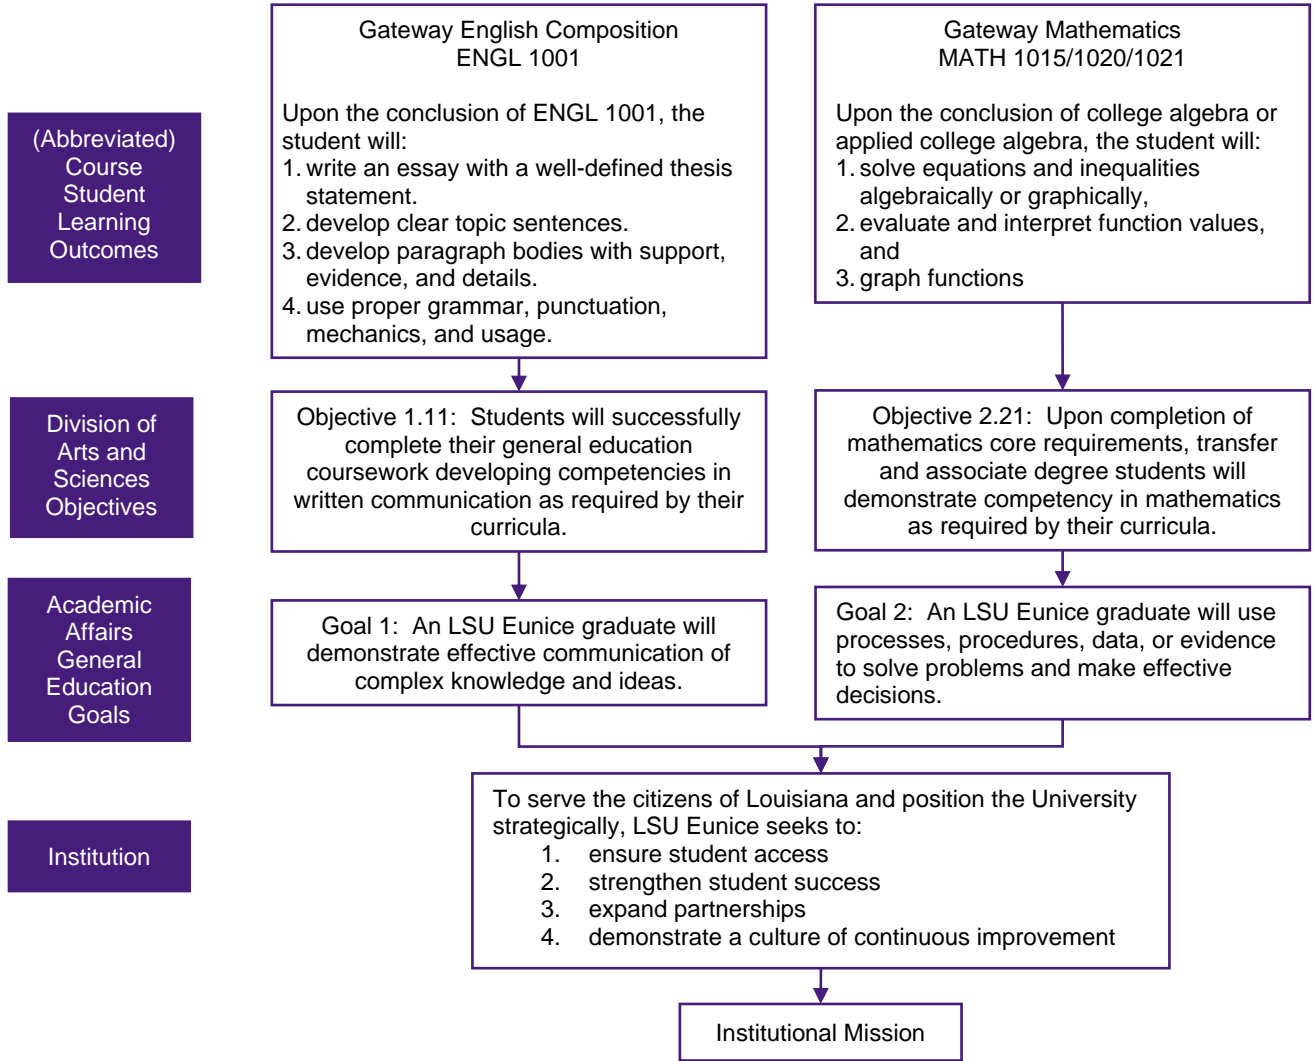 Gateway English Composition
ENGL 1001
Upon the conclusion of ENGL 1001, the
student will:
1. write an essay with a well-defined thesis
statement.
2. develop clear topic sentences.
3. develop paragraph bodies with support,
evidence, and details.
4. use proper grammar, punctuation,
mechanics, and usage.
Gateway Mathematics
MATH 1015/1020/1021
Upon the conclusion of college algebra or
applied college algebra, the student will:
1. solve equations and inequalities
algebraically or graphically,
2. evaluate and interpret function values,
and
3. graph functions
(Abbreviated)
Course
Student
Learning
Outcomes
Division of
Arts and
Sciences
Objectives
Objective 1.11:  Students will successfully
complete their general education
coursework developing competencies in
written communication as required by their
curricula.
Objective 2.21:  Upon completion of
mathematics core requirements, transfer
and associate degree students will
demonstrate competency in mathematics
as required by their curricula.
Academic
Affairs
General
Education
Goals
Goal 1:  An LSU Eunice graduate will
demonstrate effective communication of
complex knowledge and ideas.
Goal 2:  An LSU Eunice graduate will use
processes, procedures, data, or evidence
to solve problems and make effective
decisions.
Institution
To serve the citizens of Louisiana and position the University
strategically, LSU Eunice seeks to:
1. ensure student access
2. strengthen student success
3. expand partnerships
4. demonstrate a culture of continuous improvement
Institutional Mission